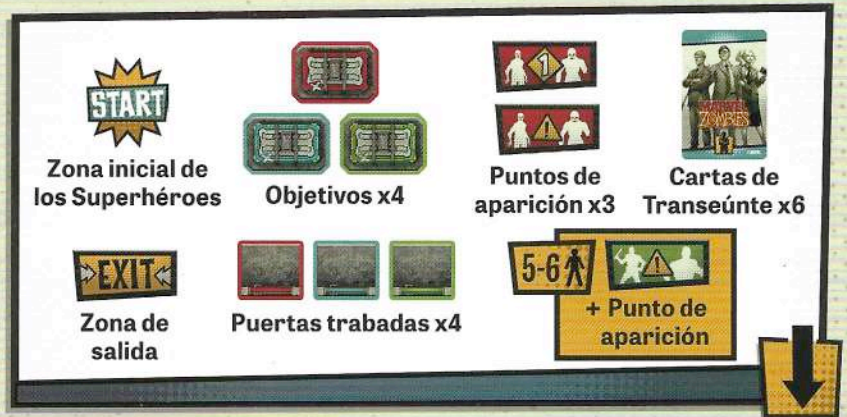 START
Zona inicial de
los Superhéroes
Objetivos x4
1
Puntos de
aparición x3
MARVEL
ZOMBIES
Cartas de
Transeúnte x6
EXIT
Zona de
salida
Puertas trabadas x4
5-6
+ Punto de
aparición